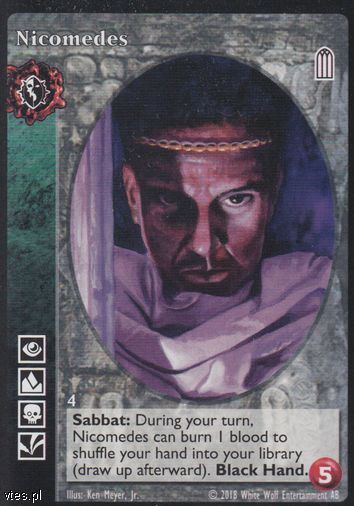 Nicomedes
4
Sabbat: During your turn,
Nicomedes can burn 1 blood to
shuffle your hand into your library
(draw up afterward). Black Hand.
5
vtes.pl
Illus: Ken Meyer, Jr.
© 2018 White Wolf Entertainment AB